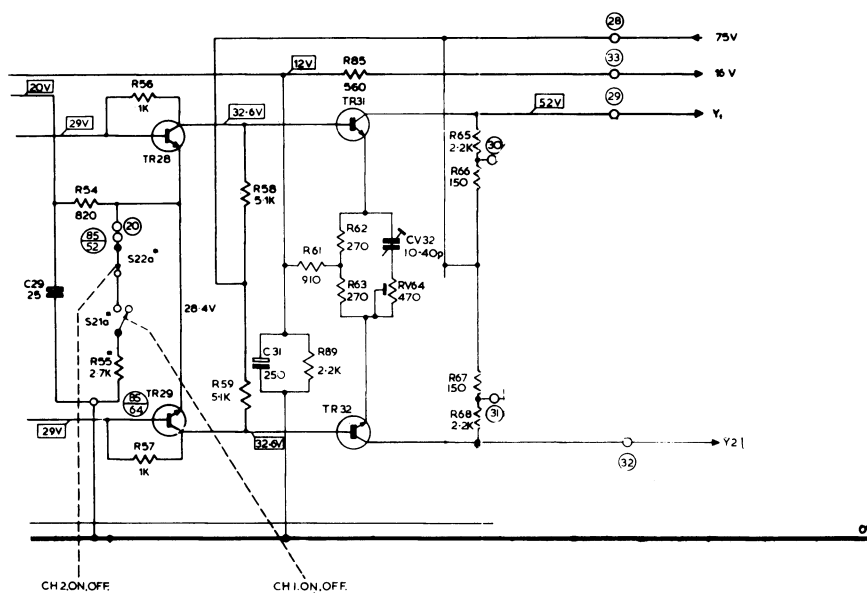 28
75V
33
16 V
12V
R85
560
29
Y1
52V
20V
R56
1K
29V
TR28
32·6V
TR31
R65
2·2K
30
R66
150
R58
5·1K
R54
820
20
85
52
S22a
R61
910
R62
270
CV32
10-40p
R63
270
RV64
470
C29
25
S21a
28·4V
R55
2·7K
C31
250
R89
2·2K
R67
150
31
R68
2·2K
R59
5·1K
TR29
85
64
29V
R57
1K
32·6V
TR32
32
Y2
CH2.ON,OFF.
CH1.ON,OFF.